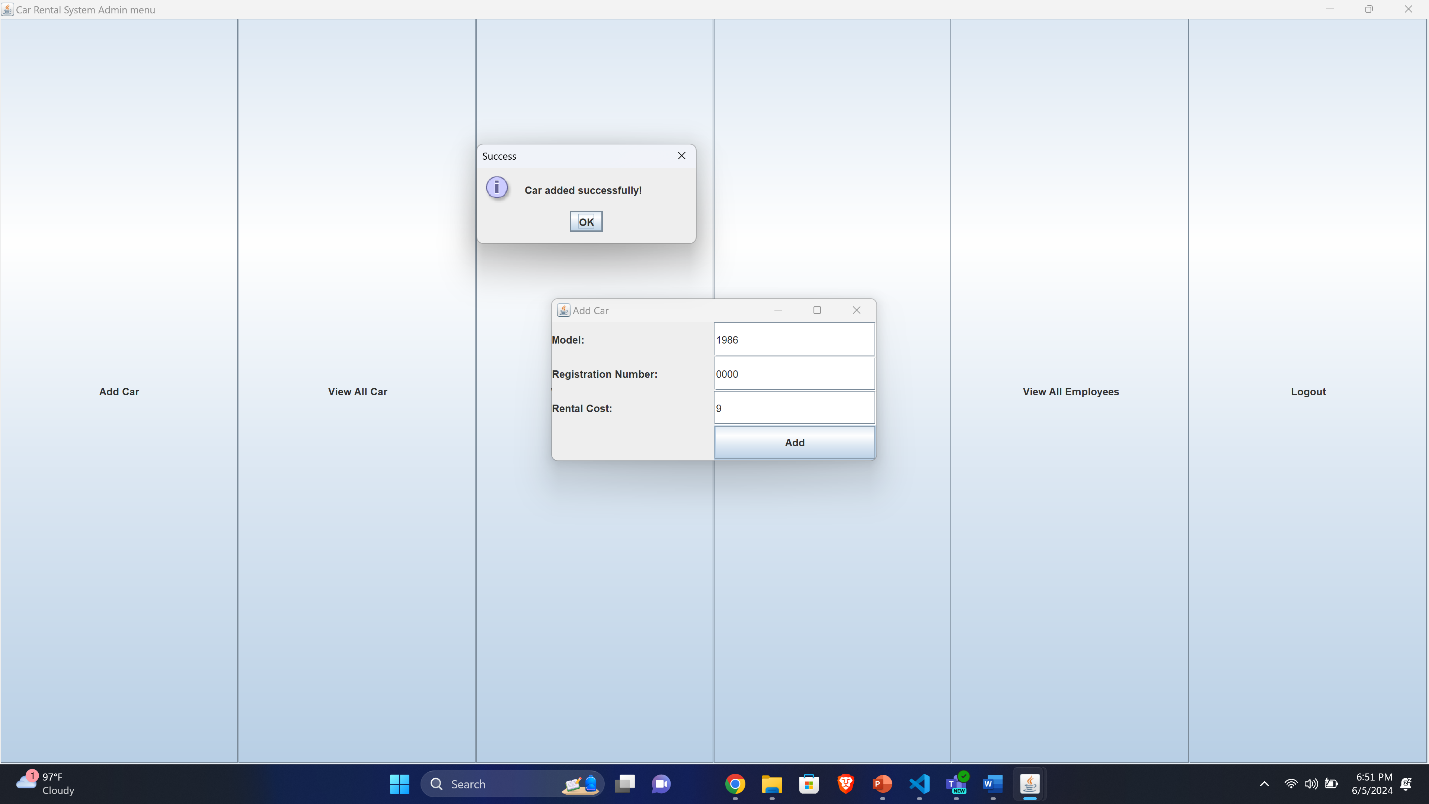 Car Rental System Admin menu
Success
Car added successfully!
OK
Add Car
Model:
1986
Registration Number:
0000
Rental Cost:
9
Add
Add Car
View All Car
View All Employees
Logout
1
97°F
Cloudy
Search
NEW
6:51 PM
6/5/2024